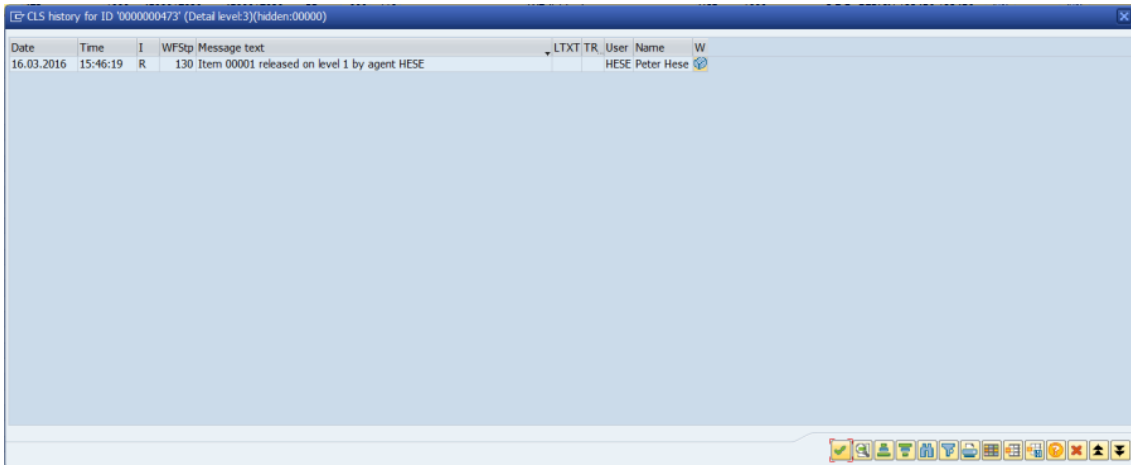 CLS history for ID '0000000473' (Detail level:3)(hidden:00000)
Date Time I WFStp Message text LTXT TR User Name W
16.03.2016 15:46:19 R 130 Item 00001 released on level 1 by agent HESE HESE Peter Hese